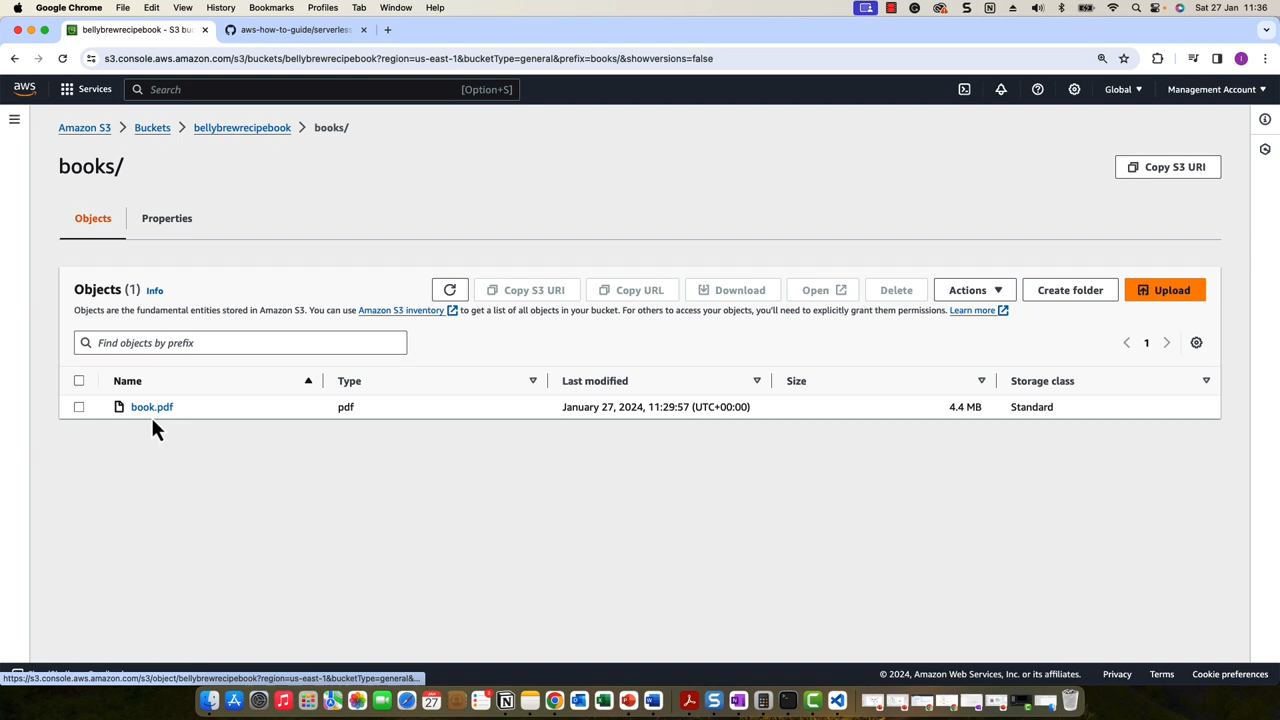 Google Chrome File Edit View History Bookmarks Profiles Tab Window Help Sat 27 Jan 11:36
bellybrewrecipebook - S3 bu aws-how-to-guide/serverless
s3.console.aws.amazon.com/s3/buckets/bellybrewrecipebook?region=us-east-1&bucketType=general&prefix=books/&showversions=false
aws Services Search [Option+S] Global Management Account
Amazon S3 Buckets bellybrewrecipebook books/
books/
Copy S3 URI
Objects Properties
Objects (1) Info Copy S3 URI Copy URL Download Open Delete Actions Create folder Upload
Objects are the fundamental entities stored in Amazon S3. You can use Amazon S3 inventory to get a list of all objects in your bucket. For others to access your objects, you'll need to explicitly grant them permissions. Learn more
Find objects by prefix 1
Name Type Last modified Size Storage class
book.pdf pdf January 27, 2024, 11:29:57 (UTC+00:00) 4.4 MB Standard
© 2024, Amazon Web Services, Inc. or its affiliates. Privacy Terms Cookie preferences
https://s3.console.aws.amazon.com/s3/object/bellybrewrecipebook?region=us-east-1&bucketType=general&...